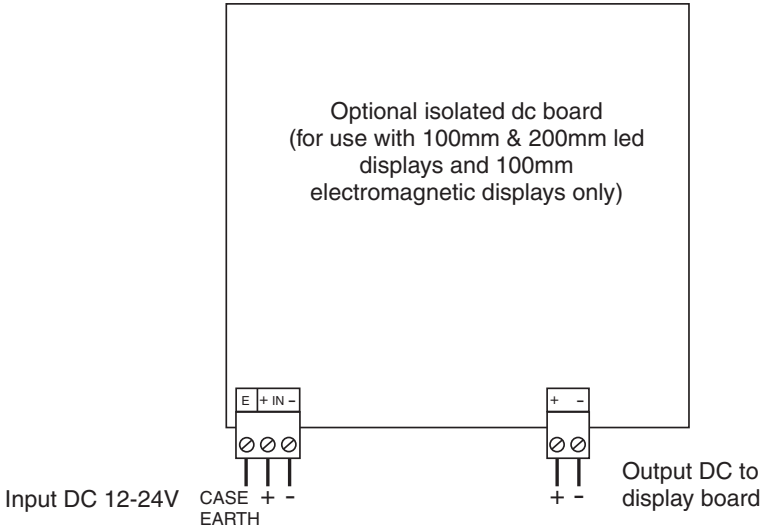 Optional isolated dc board
(for use with 100mm & 200mm led
displays and 100mm
electromagnetic displays only)
E + IN –
+ –
Input DC 12-24V
CASE + –
EARTH
+ –
Output DC to
display board